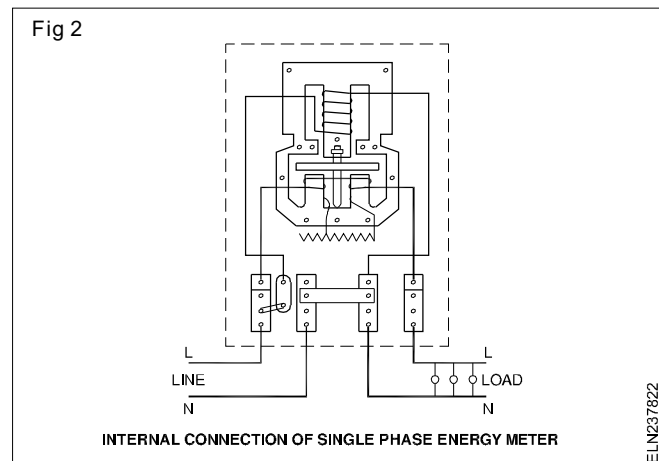 Fig 2
L
LINE
N
L
LOAD
N
INTERNAL CONNECTION OF SINGLE PHASE ENERGY METER
ELN237822